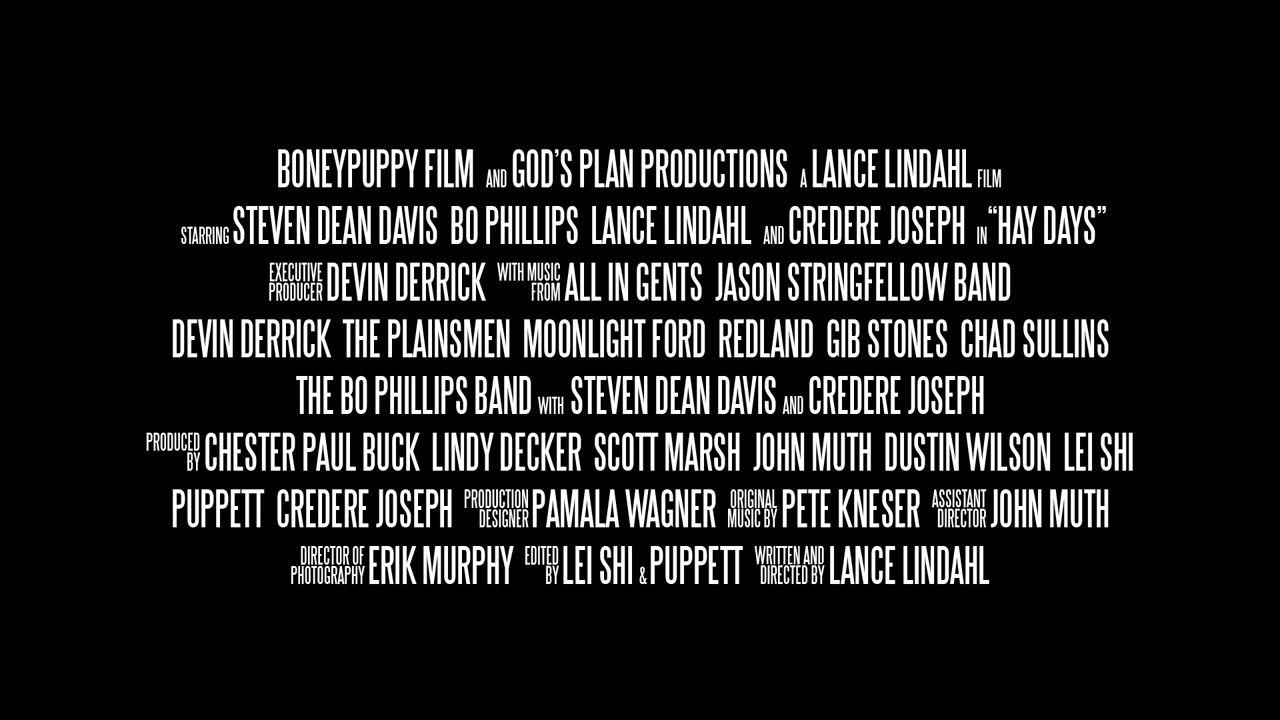 BONEYPUPPY FILM AND GOD'S PLAN PRODUCTIONS A LANCE LINDAHL FILM
STARRING STEVEN DEAN DAVIS BO PHILLIPS LANCE LINDAHL AND CREDERE JOSEPH IN “HAY DAYS”
EXECUTIVE PRODUCER DEVIN DERRICK WITH MUSIC FROM ALL IN GENTS JASON STRINGFELLOW BAND
DEVIN DERRICK THE PLAINSMEN MOONLIGHT FORD REDLAND GIB STONES CHAD SULLINS
THE BO PHILLIPS BAND WITH STEVEN DEAN DAVIS AND CREDERE JOSEPH
PRODUCED BY CHESTER PAUL BUCK LINDY DECKER SCOTT MARSH JOHN MUTH DUSTIN WILSON LEI SHI
PUPPETT CREDERE JOSEPH PRODUCTION DESIGNER PAMALA WAGNER ORIGINAL MUSIC BY PETE KNESER ASSISTANT DIRECTOR JOHN MUTH
DIRECTOR OF PHOTOGRAPHY ERIK MURPHY EDITED BY LEI SHI & PUPPETT WRITTEN AND DIRECTED BY LANCE LINDAHL